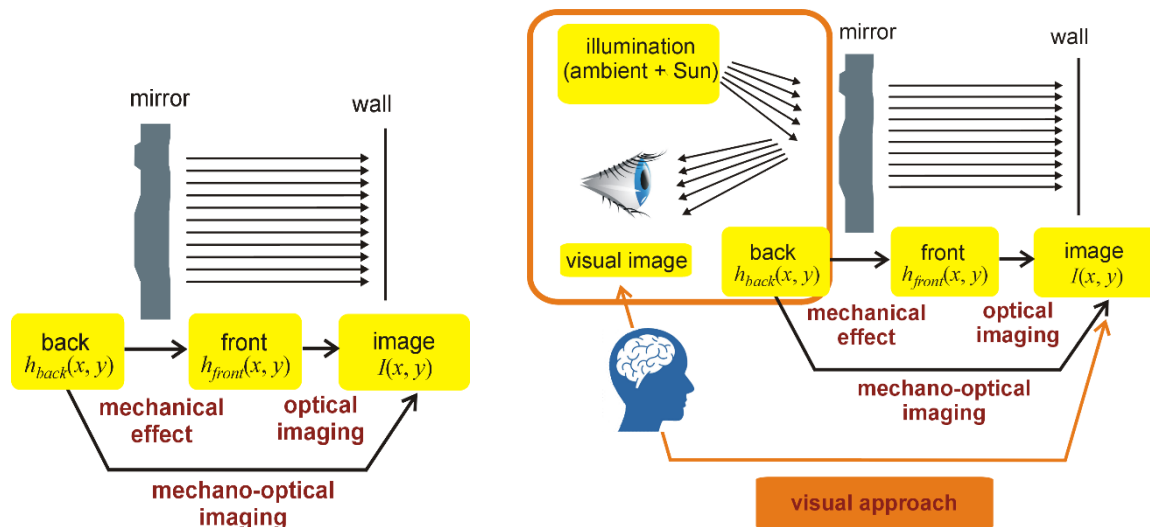 mirror
wall
back
h_back(x, y)
front
h_front(x, y)
image
I(x, y)
mechanical
effect
optical
imaging
mechano-optical
imaging
illumination
(ambient + Sun)
mirror
wall
visual image
back
h_back(x, y)
front
h_front(x, y)
image
I(x, y)
mechanical
effect
optical
imaging
mechano-optical
imaging
visual approach